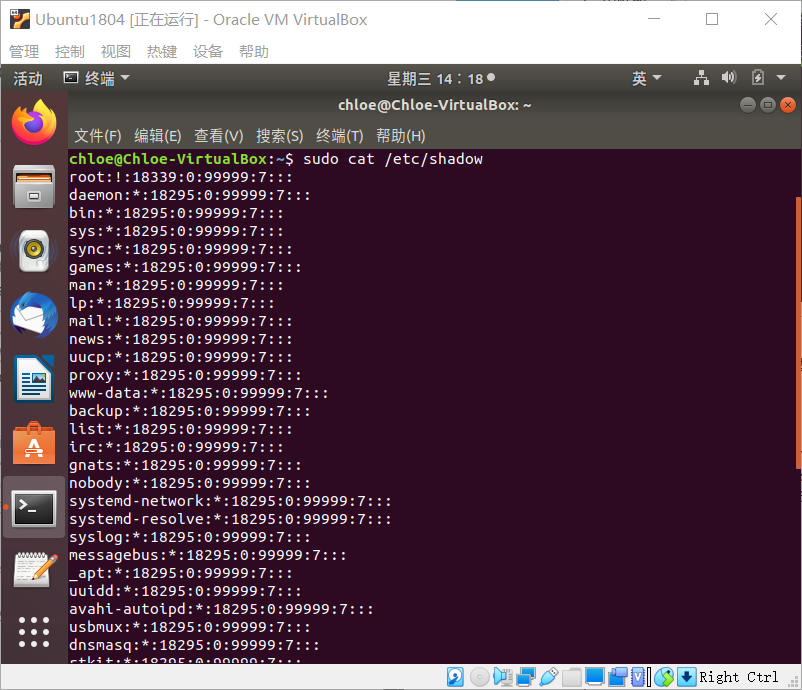 Ubuntu1804 [正在运行] - Oracle VM VirtualBox
管理 控制 视图 热键 设备 帮助
活动 终端 星期三 14：18 英
chloe@Chloe-VirtualBox: ~
文件(F) 编辑(E) 查看(V) 搜索(S) 终端(T) 帮助(H)
chloe@Chloe-VirtualBox:~$ sudo cat /etc/shadow
root:!:18339:0:99999:7:::
daemon:*:18295:0:99999:7:::
bin:*:18295:0:99999:7:::
sys:*:18295:0:99999:7:::
sync:*:18295:0:99999:7:::
games:*:18295:0:99999:7:::
man:*:18295:0:99999:7:::
lp:*:18295:0:99999:7:::
mail:*:18295:0:99999:7:::
news:*:18295:0:99999:7:::
uucp:*:18295:0:99999:7:::
proxy:*:18295:0:99999:7:::
www-data:*:18295:0:99999:7:::
backup:*:18295:0:99999:7:::
list:*:18295:0:99999:7:::
irc:*:18295:0:99999:7:::
gnats:*:18295:0:99999:7:::
nobody:*:18295:0:99999:7:::
systemd-network:*:18295:0:99999:7:::
systemd-resolve:*:18295:0:99999:7:::
syslog:*:18295:0:99999:7:::
messagebus:*:18295:0:99999:7:::
_apt:*:18295:0:99999:7:::
uuidd:*:18295:0:99999:7:::
avahi-autoipd:*:18295:0:99999:7:::
usbmux:*:18295:0:99999:7:::
dnsmasq:*:18295:0:99999:7:::
rtkit:*:18295:0:99999:7:::
Right Ctrl